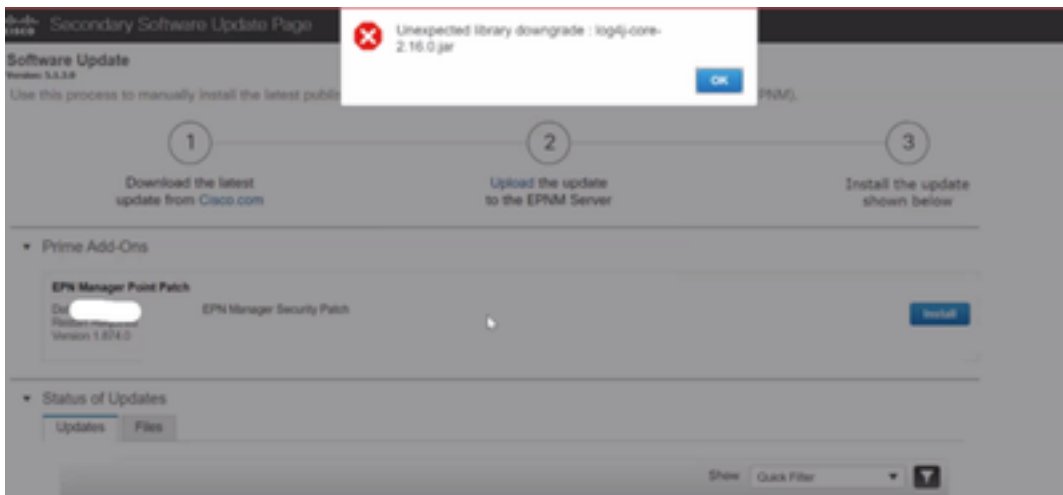 CISCO Secondary Software Update Page
Unexpected library downgrade : log4j-core-
2.16.0.jar
OK
Software Update
Use this process to manually install the latest
PNM).
1
2
3
Download the latest
update from Cisco.com
Upload the update
to the EPNM Server
Install the update
shown below
Prime Add-Ons
EPN Manager Point Patch
EPN Manager Security Patch
Install
Version 1.874.0
Status of Updates
Updates Files
Show Quick Filter